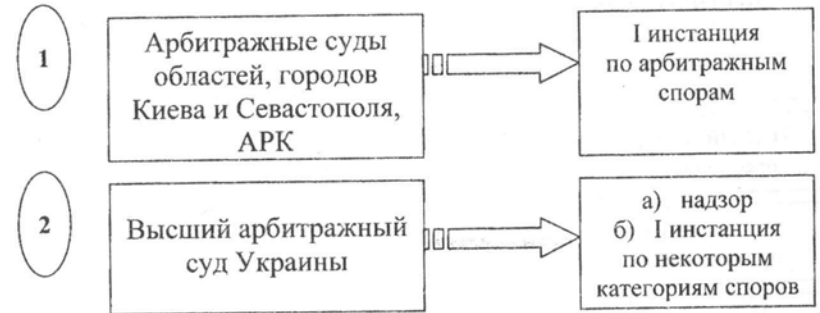 1
Арбитражные суды
областей, городов
Киева и Севастополя,
АРК
I инстанция
по арбитражным
спорам
2
Высший арбитражный
суд Украины
а) надзор
б) I инстанция
по некоторым
категориям споров